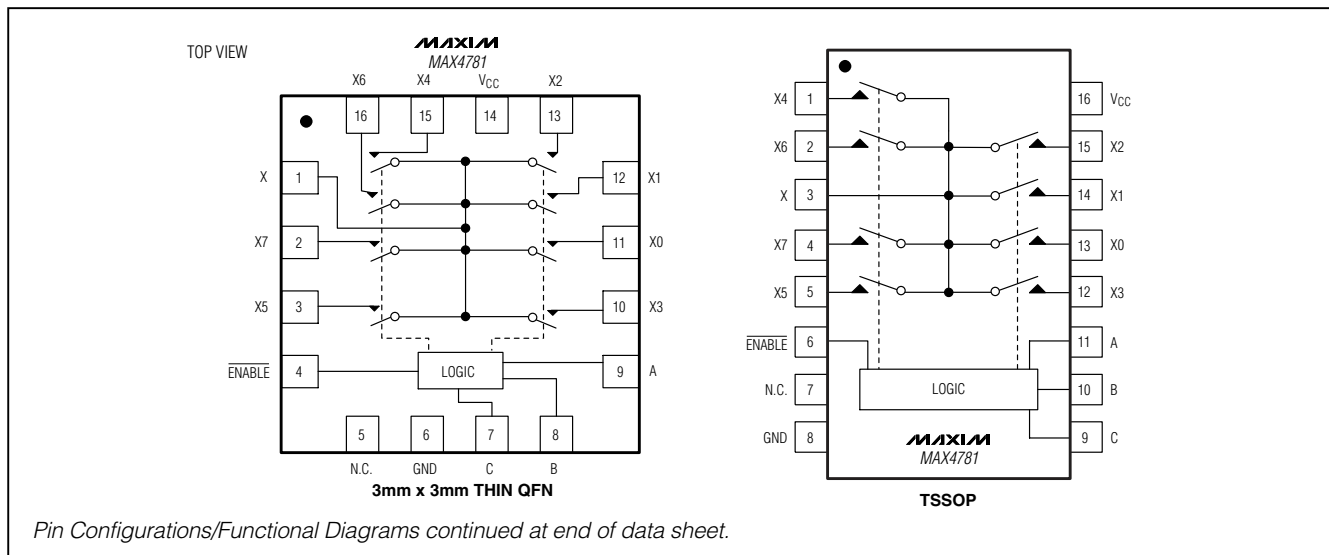 TOP VIEW
MAXIM
MAX4781
X6 X4 VCC X2
16 15 14 13
X 1 12 X1
X7 2 11 X0
X5 3 10 X3
ENABLE 4 LOGIC 9 A
5 6 7 8
N.C. GND C B
3mm x 3mm THIN QFN
X4 1 16 VCC
X6 2 15 X2
X 3 14 X1
X7 4 13 X0
X5 5 12 X3
ENABLE 6 11 A
N.C. 7 LOGIC 10 B
GND 8 9 C
MAXIM
MAX4781
TSSOP
Pin Configurations/Functional Diagrams continued at end of data sheet.